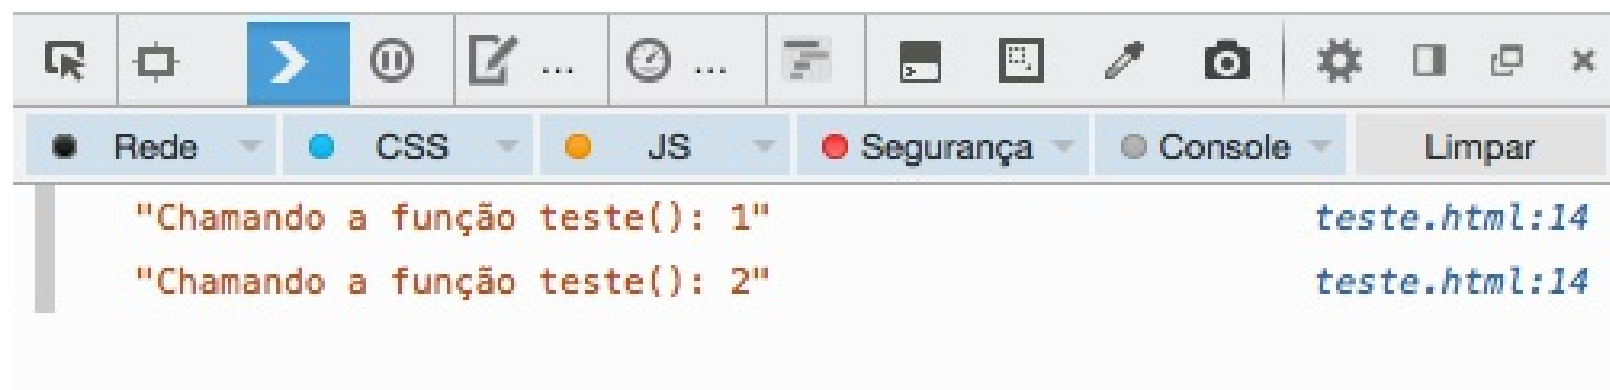 ... ...
Rede CSS JS Segurança Console Limpar
"Chamando a função teste(): 1" teste.html:14
"Chamando a função teste(): 2" teste.html:14